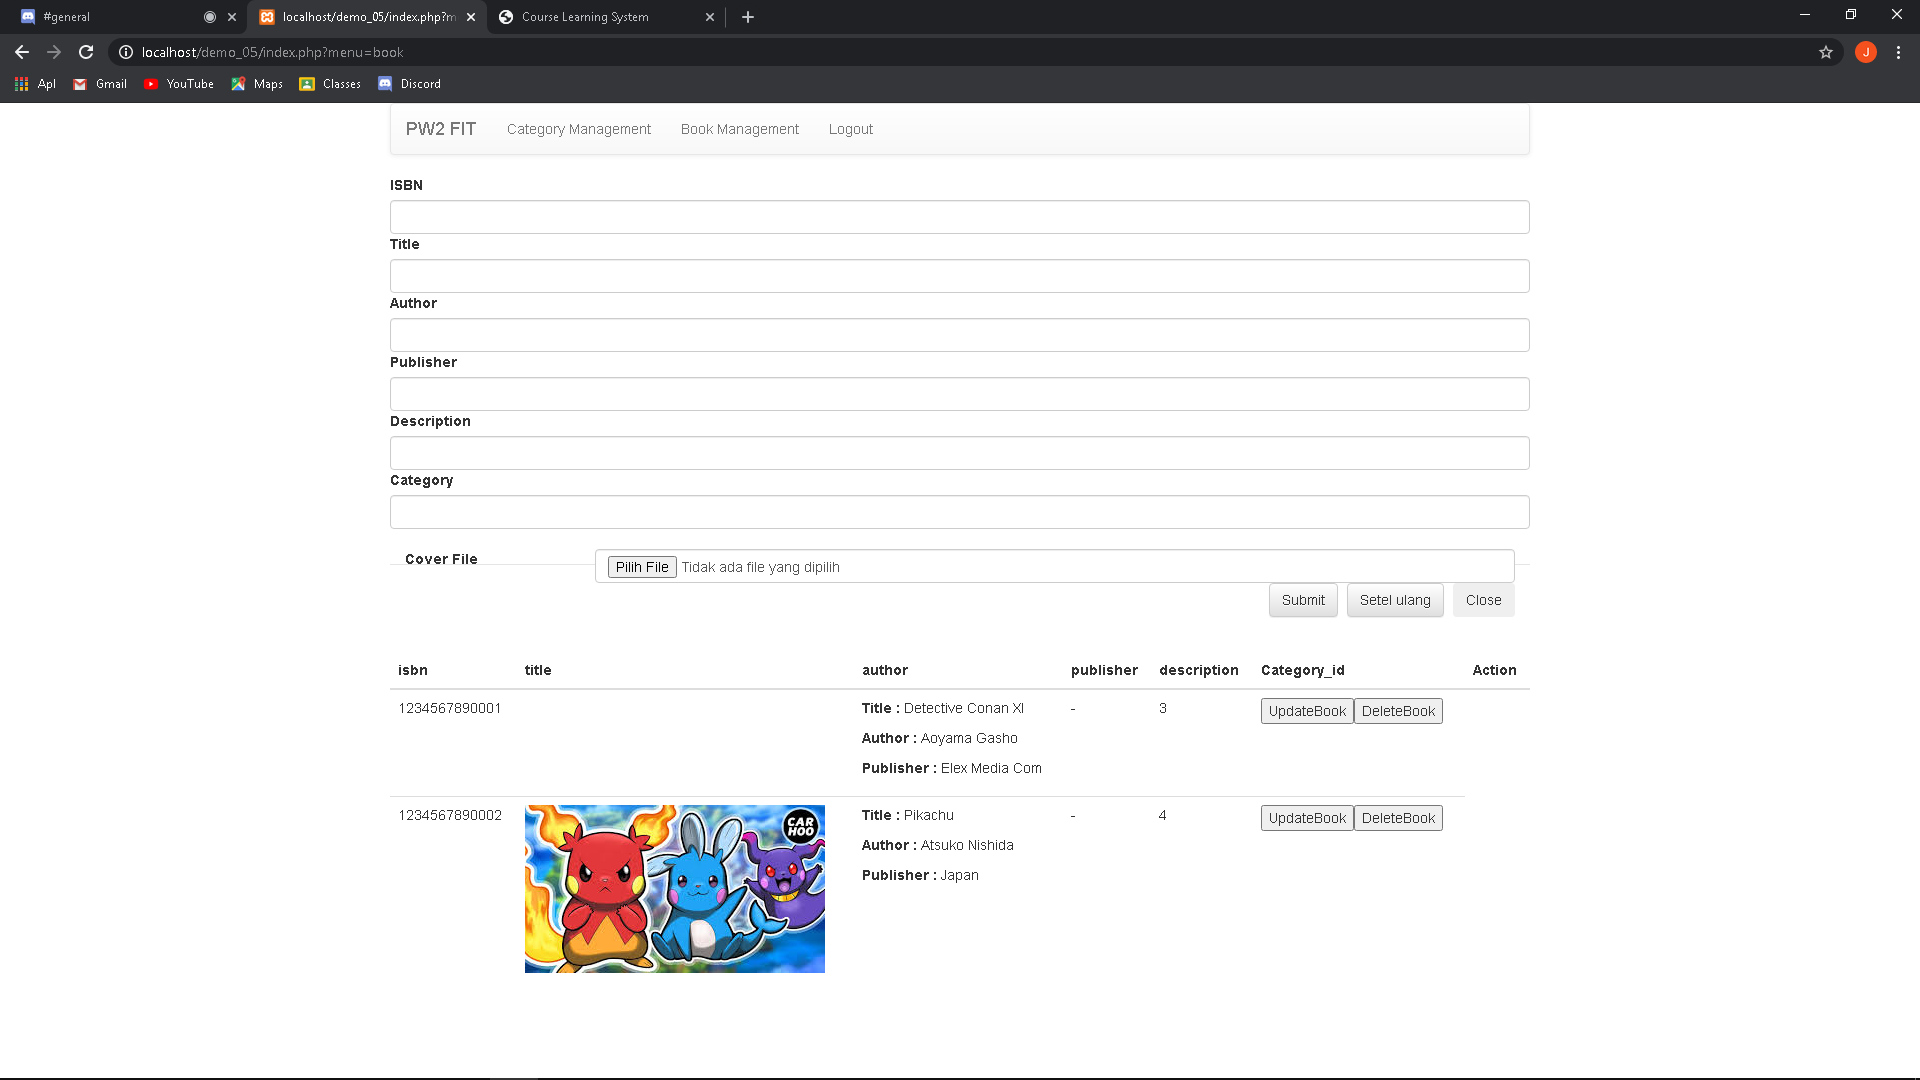 #general
localhost/demo_05/index.php?m
Course Learning System
localhost/demo_05/index.php?menu=book
J
Apl Gmail YouTube Maps Classes Discord
PW2 FIT Category Management Book Management Logout
ISBN
Title
Author
Publisher
Description
Category
Cover File Pilih File Tidak ada file yang dipilih
Submit Setel ulang Close
isbn title author publisher description Category_id Action
1234567890001 Title : Detective Conan XI - 3 UpdateBook DeleteBook
Author : Aoyama Gasho
Publisher : Elex Media Com
1234567890002 Title : Pikachu - 4 UpdateBook DeleteBook
CAR
HOO
Author : Atsuko Nishida
Publisher : Japan